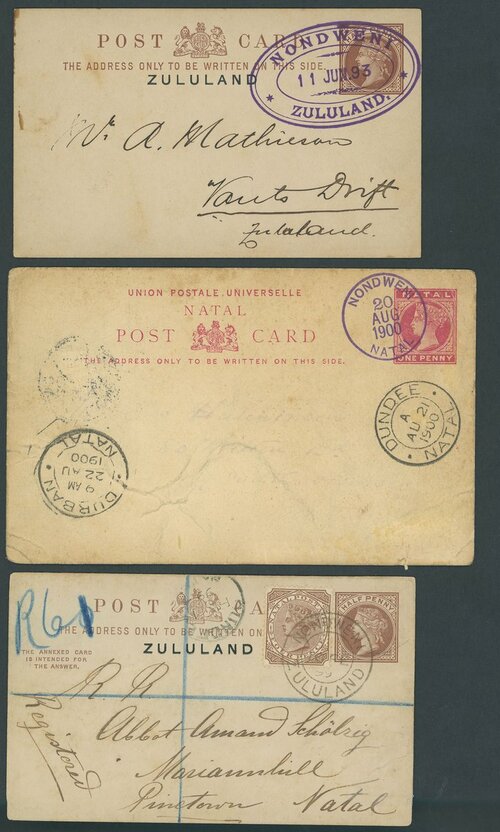 POST CARD
THE ADDRESS ONLY TO BE WRITTEN ON THIS SIDE
ZULULAND
NONDWENI
11 JUN. 93
ZULULAND.
Mr. A. Mathieson
Vants Drift
Zululand.
UNION POSTALE UNIVERSELLE
NATAL
POST CARD
THE ADDRESS ONLY TO BE WRITTEN ON THIS SIDE.
NONDWENI
20
AUG
1900
NATAL
NATAL
ONE PENNY
DUNDEE
A
AU 21
1900
NATAL
DURBAN
9 AM
22 AU
1900
NATAL
R61
POST CA
THE ADDRESS ONLY TO BE WRITTEN ON
THE ANNEXED CARD
IS INTENDED FOR
THE ANSWER.
ZULULAND
HALF PENNY
NONDWENI
ZULULAND
R R
Registered
Abbot Amand Schölzig
Mariannhill
Pinetown Natal